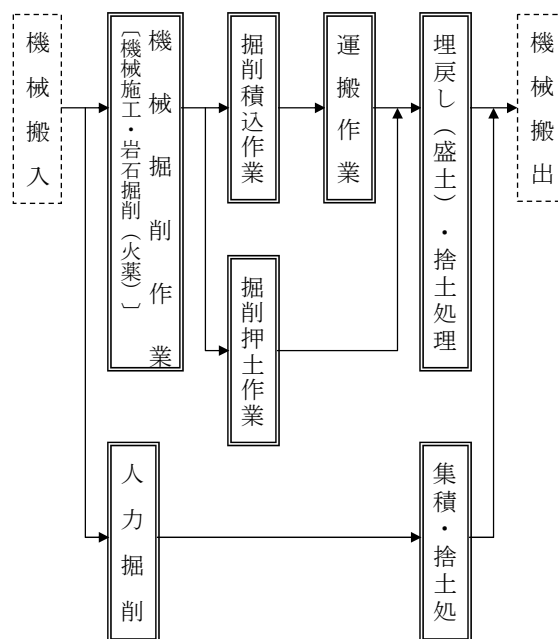 機械搬入
機械掘削作業
〔機械施工・岩石掘削（火薬）〕
掘削積込作業
運搬作業
埋戻し（盛土）・捨土処理
機械搬出
掘削押土作業
人力掘削
集積・捨土処